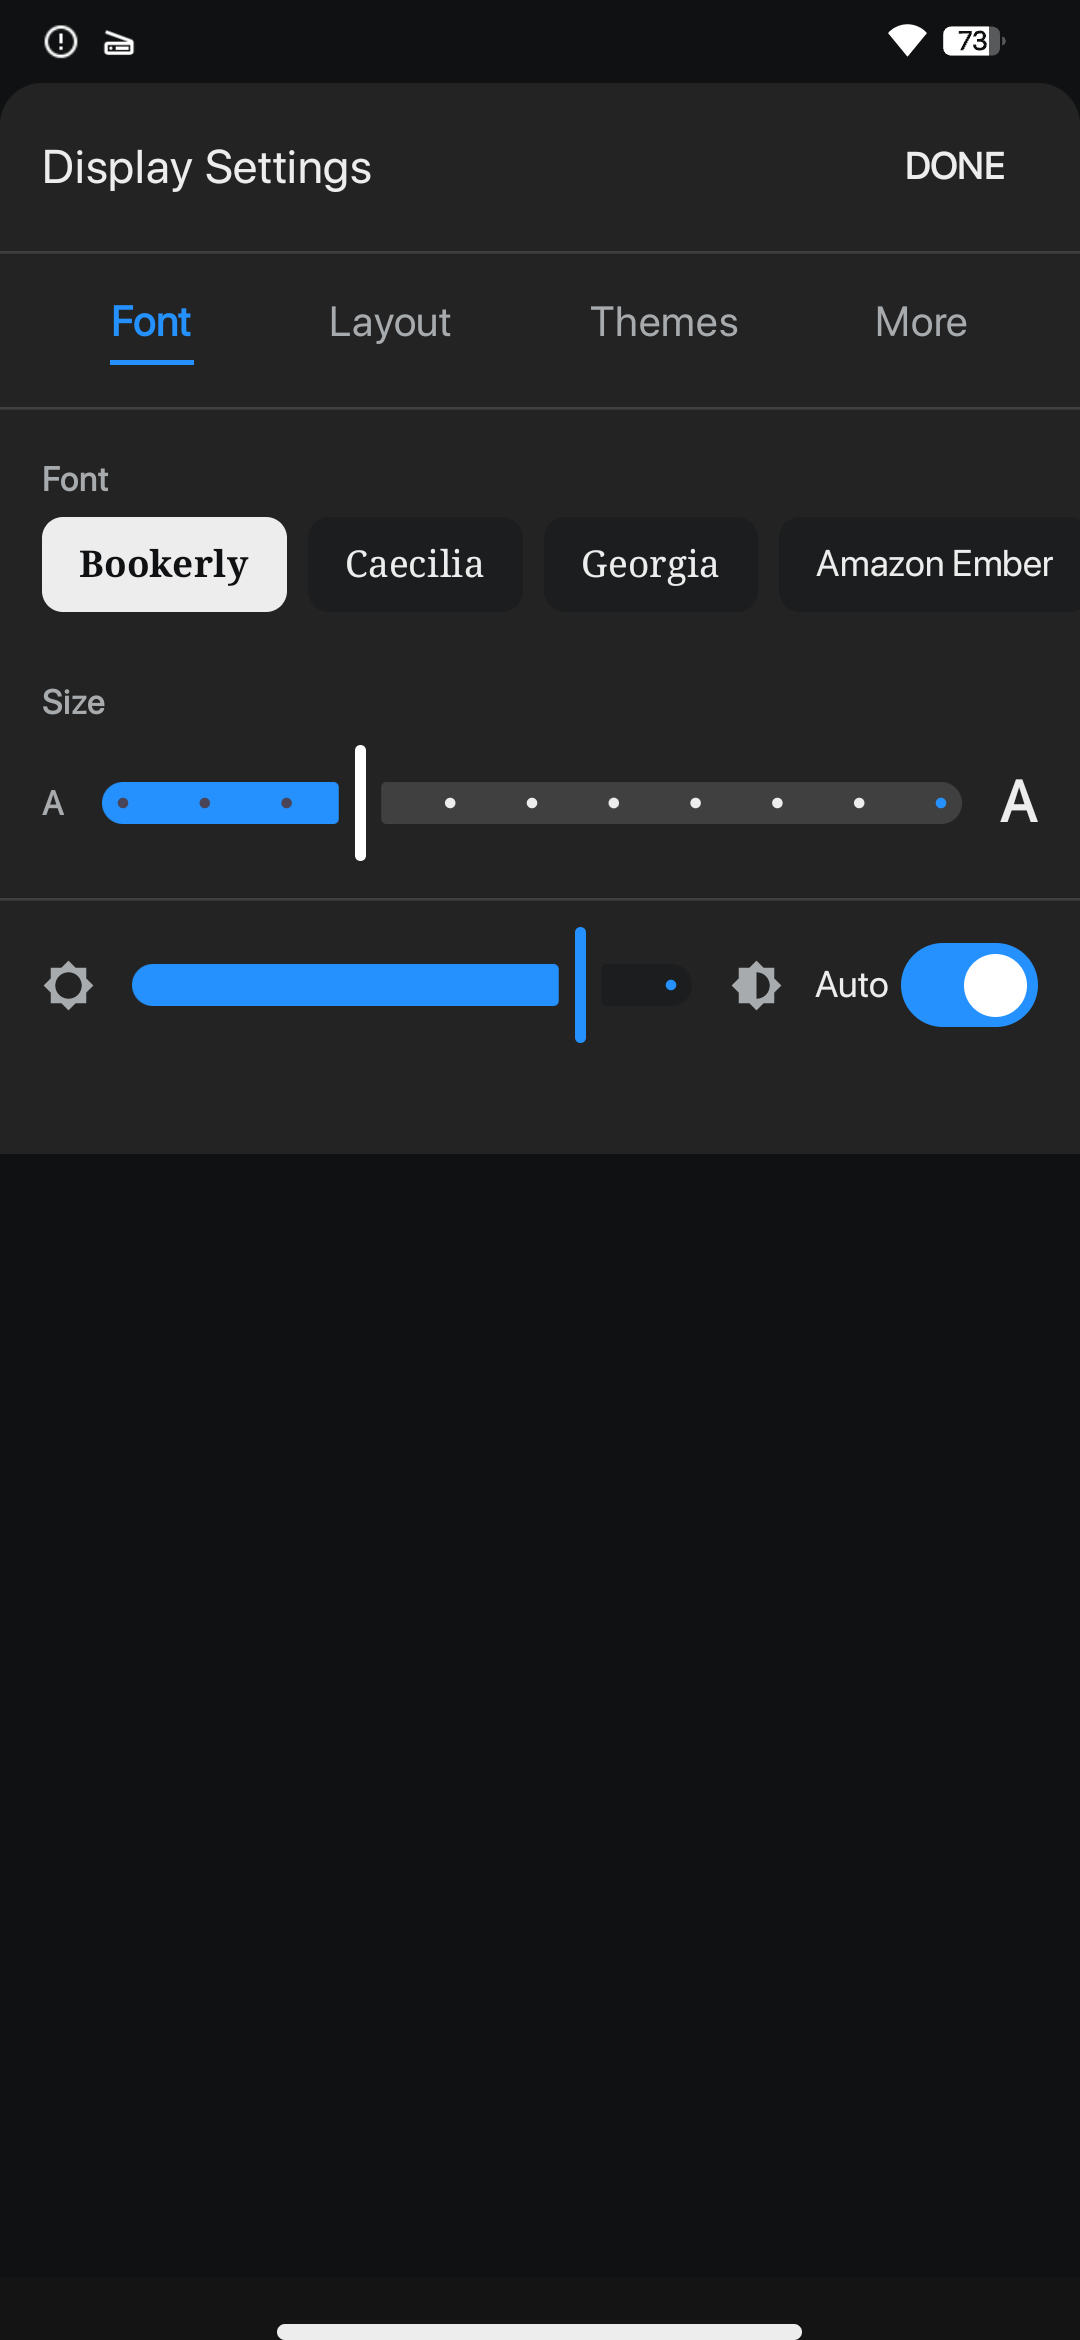 73
Display Settings
DONE
Font
Layout
Themes
More
Font
Bookerly
Caecilia
Georgia
Amazon Ember
Size
A
A
Auto